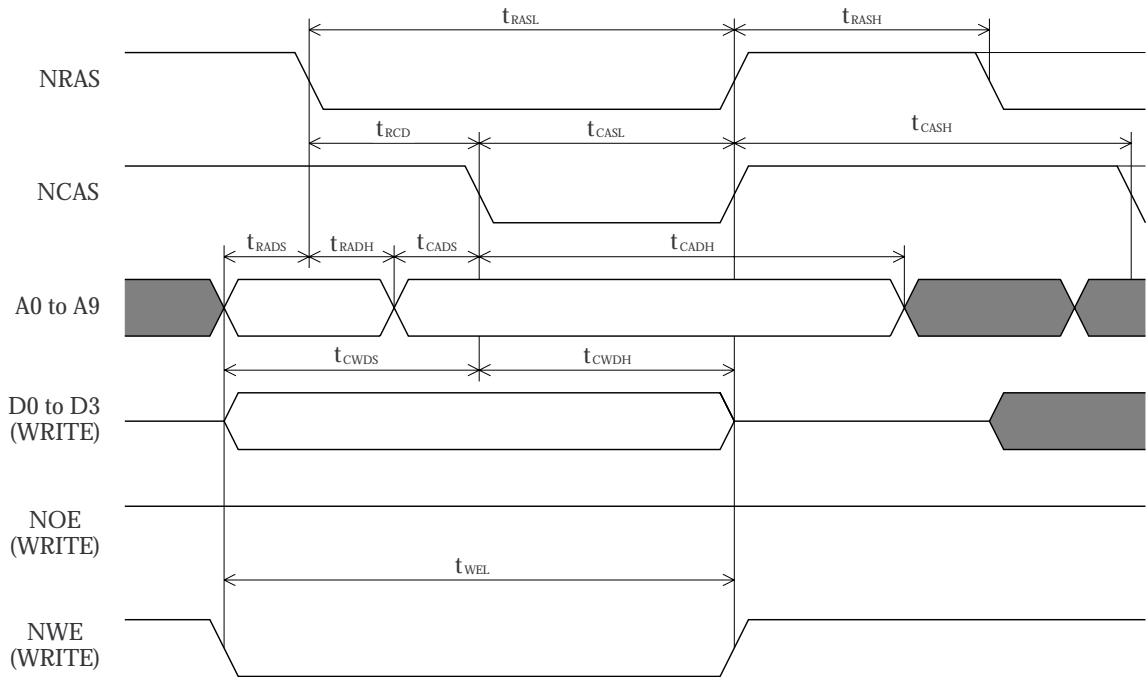 tRASL tRASH
NRAS
tRCD tCASL tCASH
NCAS
tRADS tRADH tCADS tCADH
A0 to A9
tCWDS tCWDH
D0 to D3
(WRITE)
NOE
(WRITE)
tWEL
NWE
(WRITE)